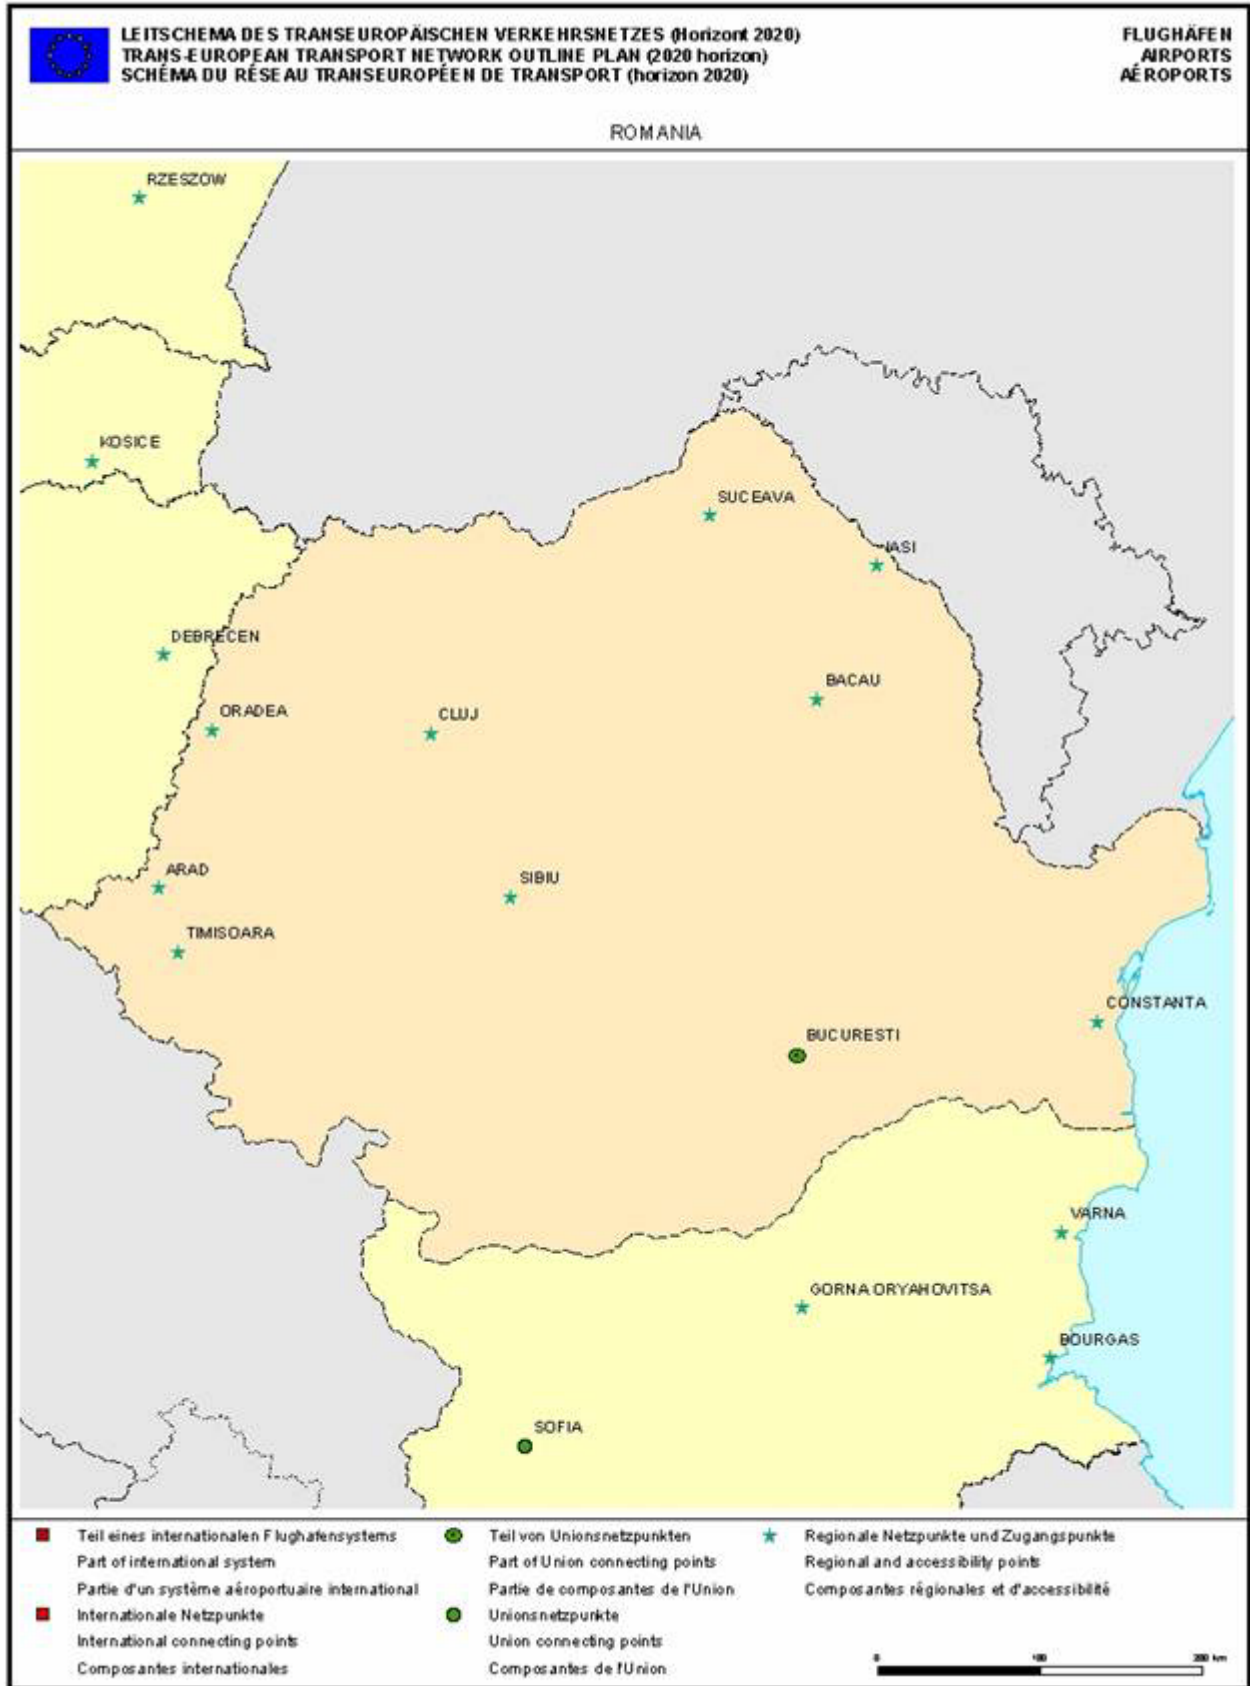 LEITSCHEMA DES TRANSEUROPÄISCHEN VERKEHRSNETZES (Horizont 2020)
TRANS-EUROPEAN TRANSPORT NETWORK OUTLINE PLAN (2020 horizon)
SCHÉMA DU RÉSEAU TRANSEUROPÉEN DE TRANSPORT (horizon 2020)
FLUGHÄFEN
AIRPORTS
AÉROPORTS
ROMANIA
RZESZOW
KOSICE
SUCEAVA
IASI
DEBRECEN
BACAU
ORADEA
CLUJ
ARAD
SIBIU
TIMISOARA
CONSTANTA
BUCURESTI
VARNA
GORNA ORYAHOVITSA
BOURGAS
SOFIA
Teil eines internationalen Flughafensystems
Part of international system
Partie d'un système aéroportuaire international
Internationale Netzpunkte
International connecting points
Composantes internationales
Teil von Unionsnetzpunkten
Part of Union connecting points
Partie de composantes de l'Union
Unionsnetzpunkte
Union connecting points
Composantes de l'Union
Regionale Netzpunkte und Zugangspunkte
Regional and accessibility points
Composantes régionales et d'accessibilité
0 100 200 km